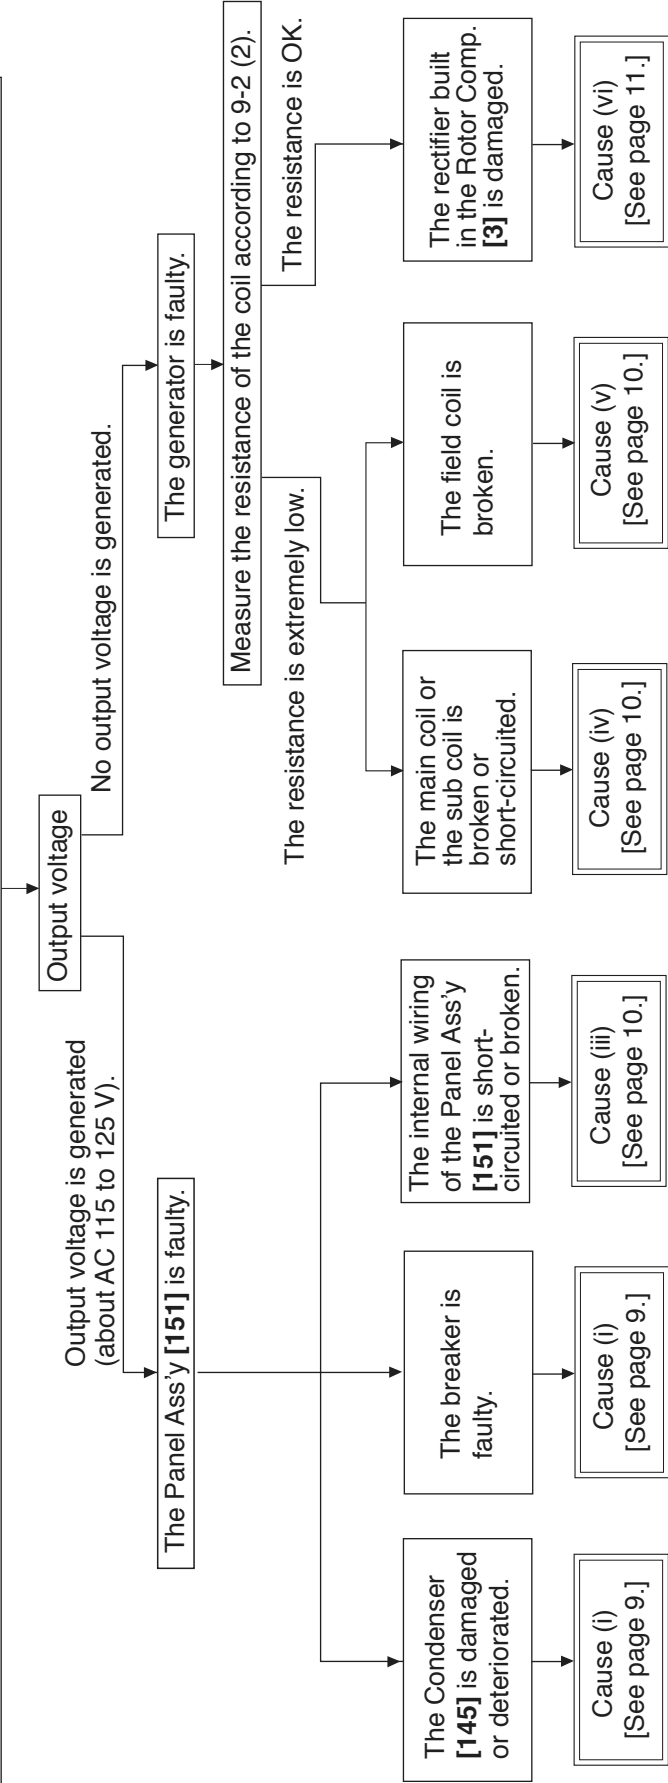 Output voltage
Output voltage is generated
(about AC 115 to 125 V).
No output voltage is generated.
The Panel Ass'y [151] is faulty.
The generator is faulty.
Measure the resistance of the coil according to 9-2 (2).
The resistance is extremely low.
The resistance is OK.
The Condenser
[145] is damaged
or deteriorated.
The breaker is
faulty.
The internal wiring
of the Panel Ass'y
[151] is short-
circuited or broken.
The main coil or
the sub coil is
broken or
short-circuited.
The field coil is
broken.
The rectifier built
in the Rotor Comp.
[3] is damaged.
Cause (i)
[See page 9.]
Cause (i)
[See page 9.]
Cause (iii)
[See page 10.]
Cause (iv)
[See page 10.]
Cause (v)
[See page 10.]
Cause (vi)
[See page 11.]